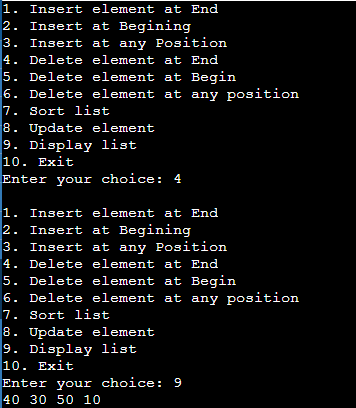 1. Insert element at End
2. Insert at Begining
3. Insert at any Position
4. Delete element at End
5. Delete element at Begin
6. Delete element at any position
7. Sort list
8. Update element
9. Display list
10. Exit
Enter your choice: 4

1. Insert element at End
2. Insert at Begining
3. Insert at any Position
4. Delete element at End
5. Delete element at Begin
6. Delete element at any position
7. Sort list
8. Update element
9. Display list
10. Exit
Enter your choice: 9
40 30 50 10